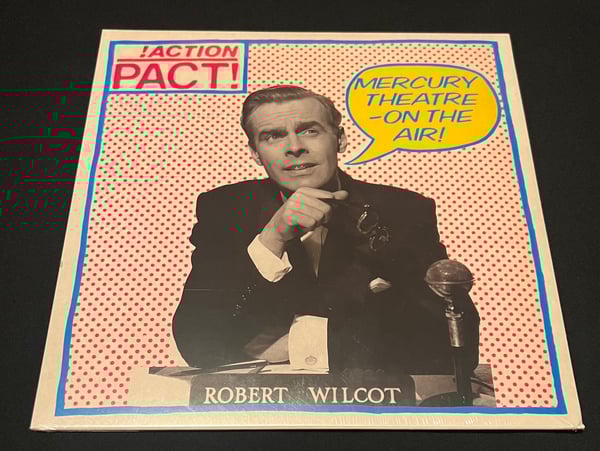 !ACTION
PACT!
MERCURY
THEATRE
-ON THE
AIR!
ROBERT WILCOT